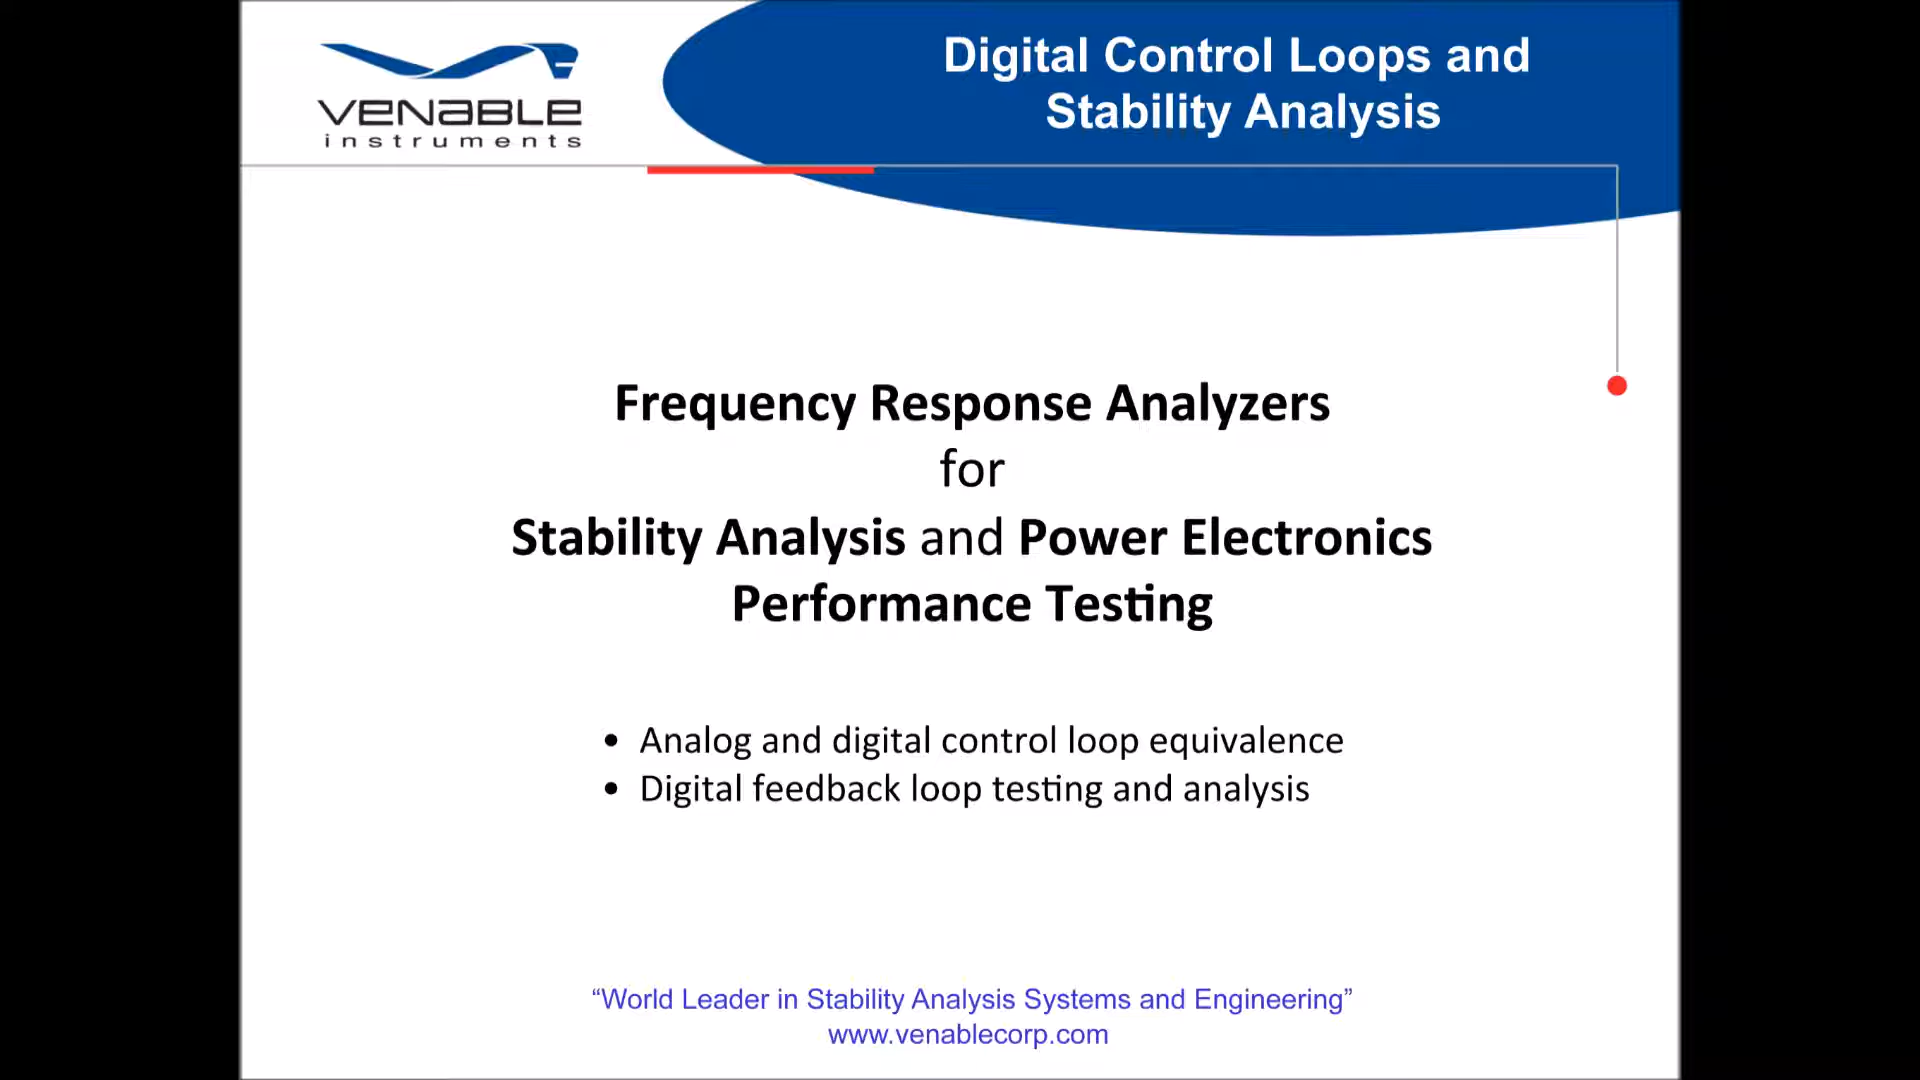 VENABLE
instruments
Digital Control Loops and
Stability Analysis
Frequency Response Analyzers
for
Stability Analysis and Power Electronics
Performance Testing
• Analog and digital control loop equivalence
• Digital feedback loop testing and analysis
“World Leader in Stability Analysis Systems and Engineering”
www.venablecorp.com